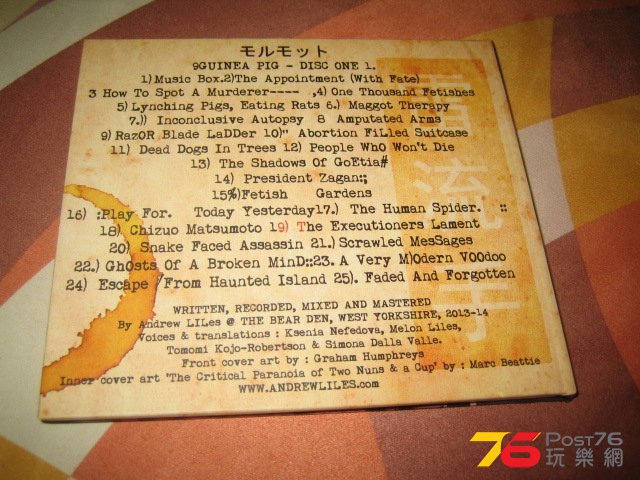 モルモット
9GUINEA PIG - DISC ONE 1.
1)Music Box.2)The Appointment (With Fate)
3 How To Spot A Murderer---- ,4) One Thousand Fetishes
5) Lynching Pigs, Eating Rats 6). Maggot Therapy
7.)) Inconclusive Autopsy 8 Amputated Arms
9) RazOR Blade LaDDer 10)" Abortion FiLled Suitcase
11) Dead Dogs In Trees 12) People WhO Won't Die
13) The Shadows Of GoEtia#
14) President Zagan:;
15%)Fetish Gardens
16) :Play For. Today Yesterday17.) The Human Spider. ::
18) Chizuo Matsumoto 19) The Executioners Lament
20) Snake Faced Assassin 21.)Scrawled MesSages
22.) GhOsts Of A Broken MinD::23. A Very M)Odern VOOdoo
24) Escape /From Haunted Island 25). Faded And Forgotten
WRITTEN, RECORDED, MIXED AND MASTERED
By Andrew LILes @ THE BEAR DEN, WEST YORKSHIRE, 2013-14
Voices & translations : Ksenia Nefedova, Melon Liles,
Tomomi Kojo-Robertson & Simona Dalla Valle.
Front cover art by : Graham Humphreys
Inner cover art 'The Critical Paranoia of Two Nuns & a Cup' by : Marc Beattie
WWW.ANDREWLILES.com
76 Post76
玩樂網